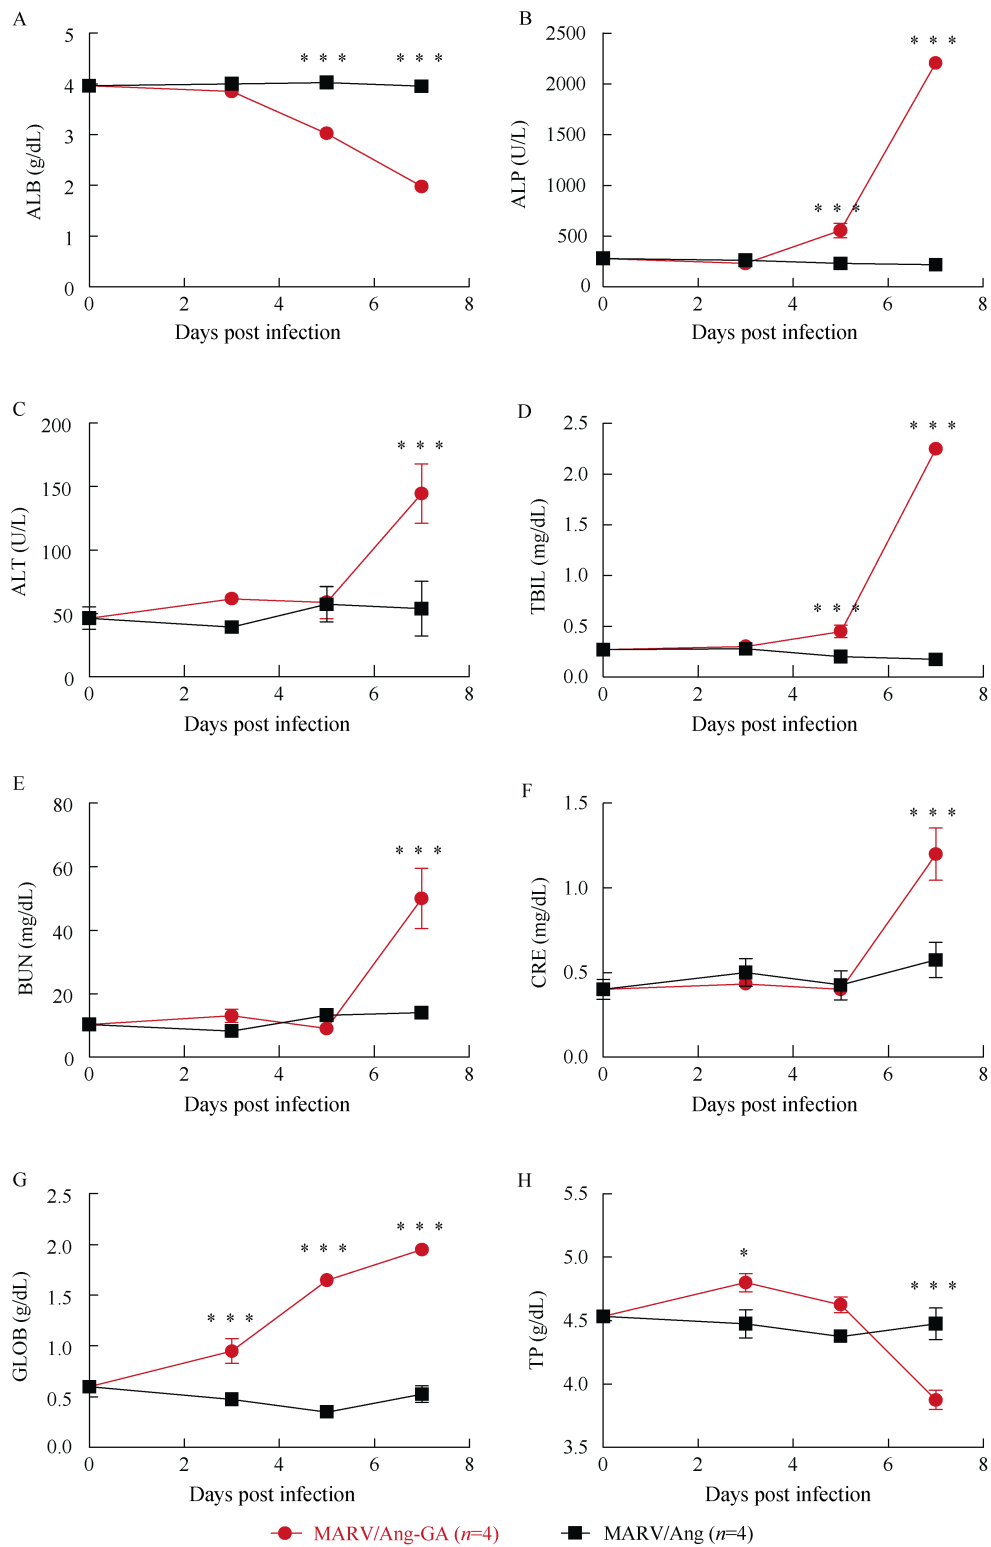 A
5
4
3
2
1
0
ALB (g/dL)
* * *
* * *
0 2 4 6 8
Days post infection
B
2500
2000
1500
1000
500
0
ALP (U/L)
* * *
* * *
0 2 4 6 8
Days post infection
C
200
150
100
50
0
ALT (U/L)
* * *
0 2 4 6 8
Days post infection
D
2.5
2.0
1.5
1.0
0.5
0.0
TBIL (mg/dL)
* * *
* * *
0 2 4 6 8
Days post infection
E
80
60
40
20
0
BUN (mg/dL)
* * *
0 2 4 6 8
Days post infection
F
1.5
1.0
0.5
0.0
CRE (mg/dL)
* * *
0 2 4 6 8
Days post infection
G
2.5
2.0
1.5
1.0
0.5
0.0
GLOB (g/dL)
* * *
* * *
* * *
0 2 4 6 8
Days post infection
H
5.5
5.0
4.5
4.0
3.5
TP (g/dL)
*
* * *
0 2 4 6 8
Days post infection
MARV/Ang-GA (n=4) MARV/Ang (n=4)